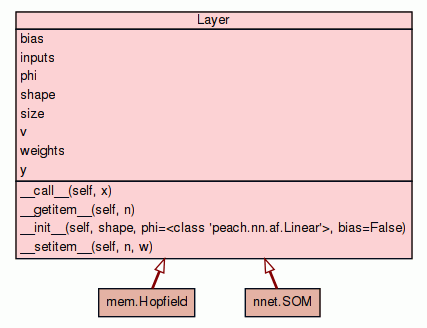 Layer
bias
inputs
phi
shape
size
v
weights
y
__call__(self, x)
__getitem__(self, n)
__init__(self, shape, phi=<class 'peach.nn.af.Linear'>, bias=False)
__setitem__(self, n, w)
mem.Hopfield
nnet.SOM